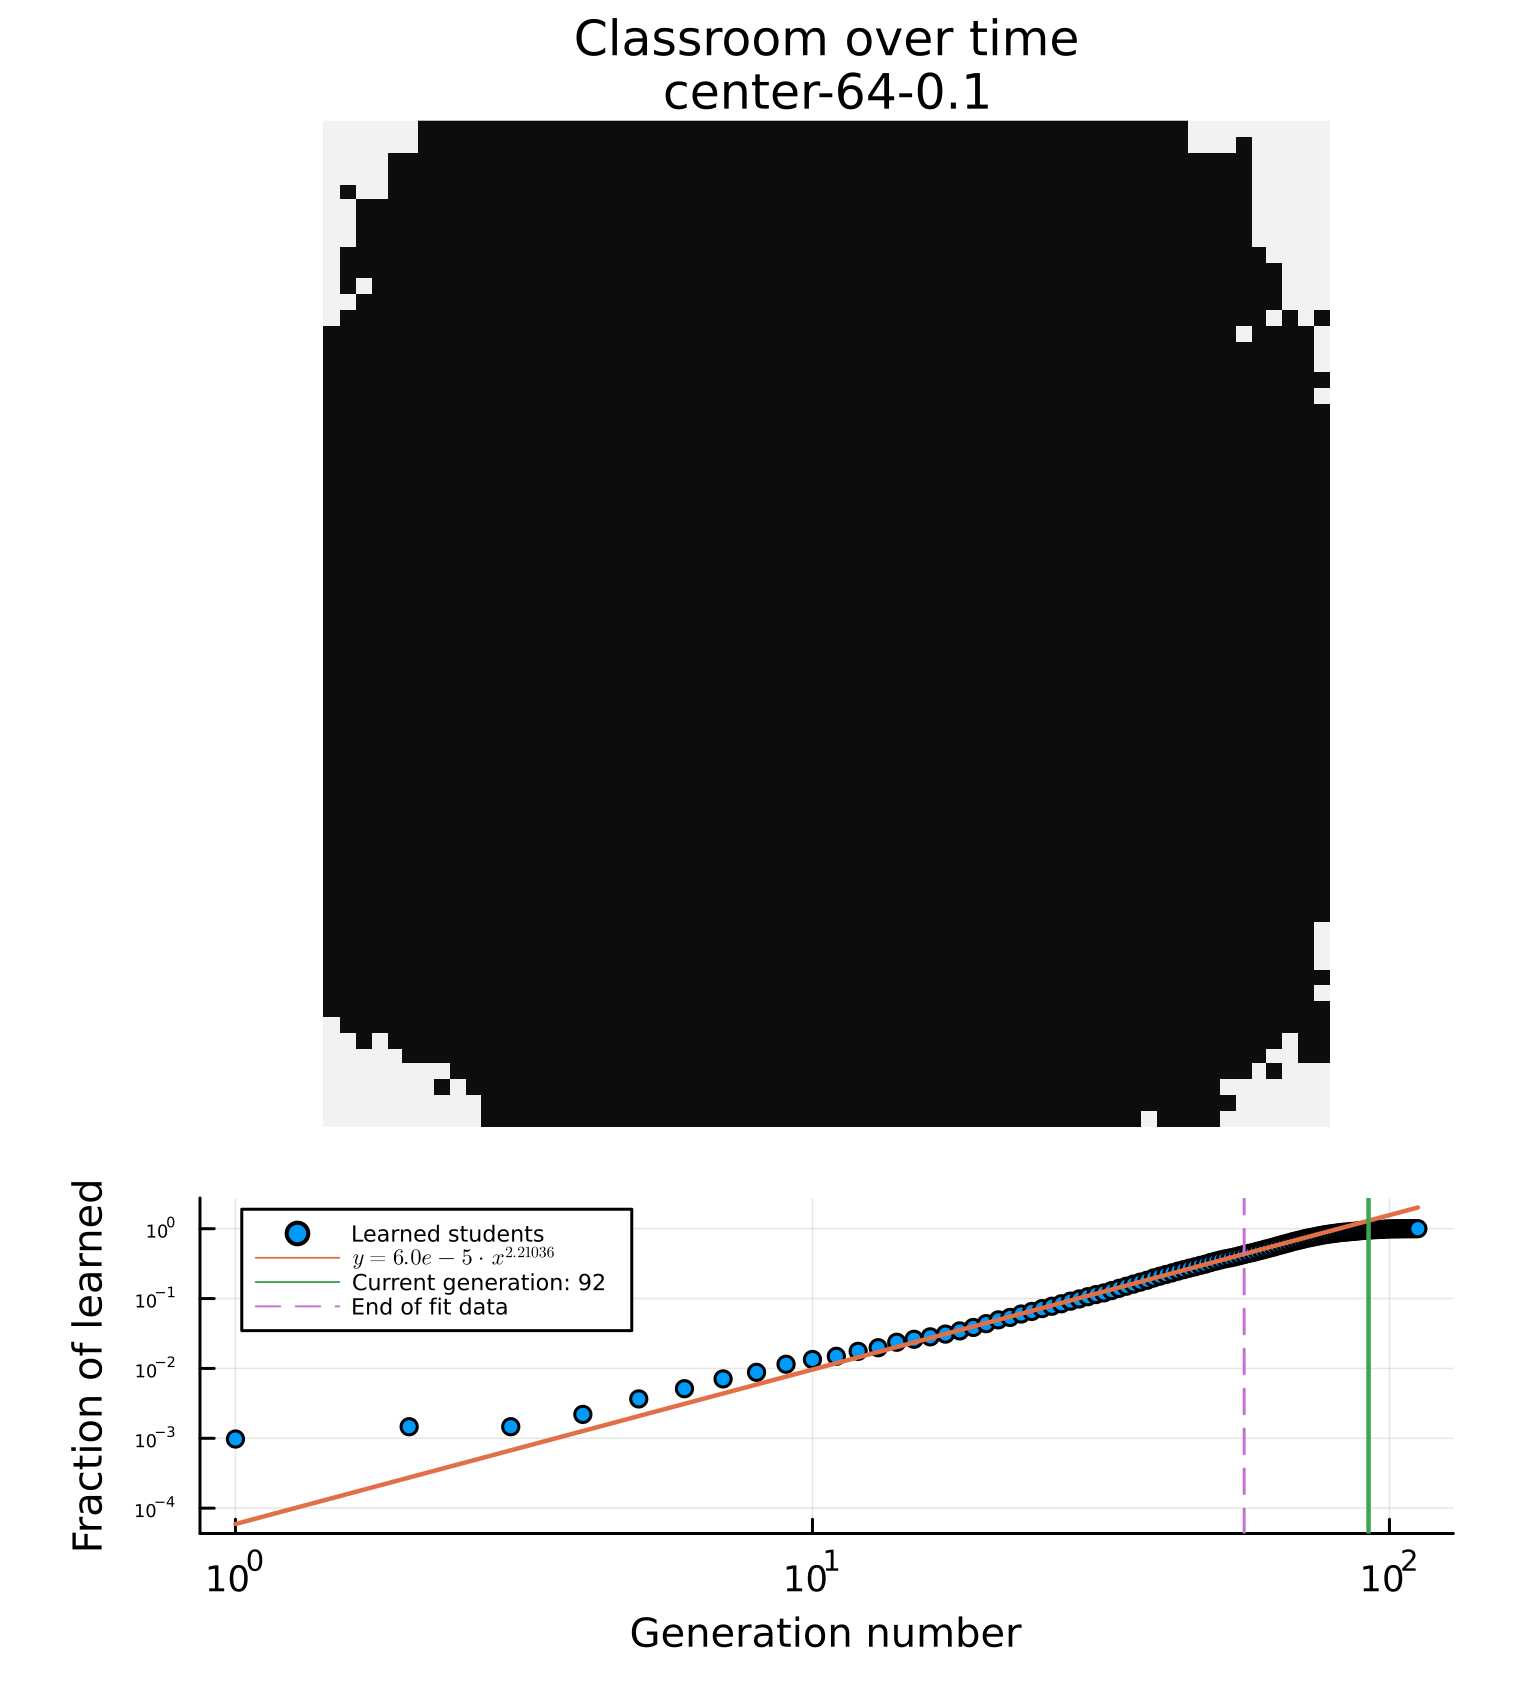 Classroom over time
center-64-0.1
Fraction of learned
10⁰
10⁻¹
10⁻²
10⁻³
10⁻⁴
Learned students
y = 6.0e − 5 · x^2.21036
Current generation: 92
End of fit data
10⁰ 10¹ 10²
Generation number